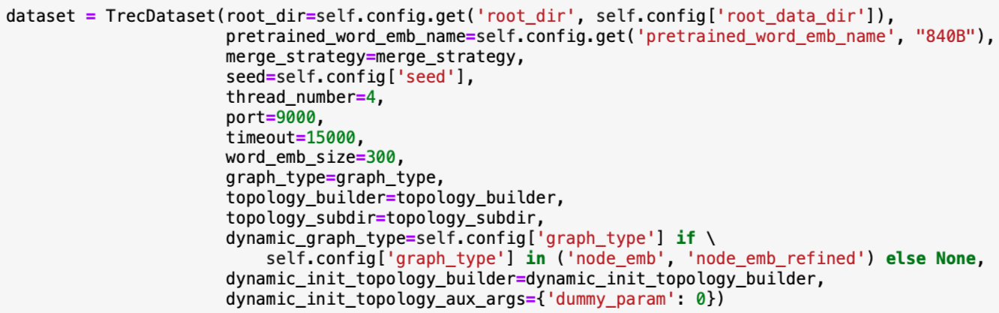 dataset = TrecDataset(root_dir=self.config.get('root_dir', self.config['root_data_dir']),
                      pretrained_word_emb_name=self.config.get('pretrained_word_emb_name', "840B"),
                      merge_strategy=merge_strategy,
                      seed=self.config['seed'],
                      thread_number=4,
                      port=9000,
                      timeout=15000,
                      word_emb_size=300,
                      graph_type=graph_type,
                      topology_builder=topology_builder,
                      topology_subdir=topology_subdir,
                      dynamic_graph_type=self.config['graph_type'] if \
                          self.config['graph_type'] in ('node_emb', 'node_emb_refined') else None,
                      dynamic_init_topology_builder=dynamic_init_topology_builder,
                      dynamic_init_topology_aux_args={'dummy_param': 0})